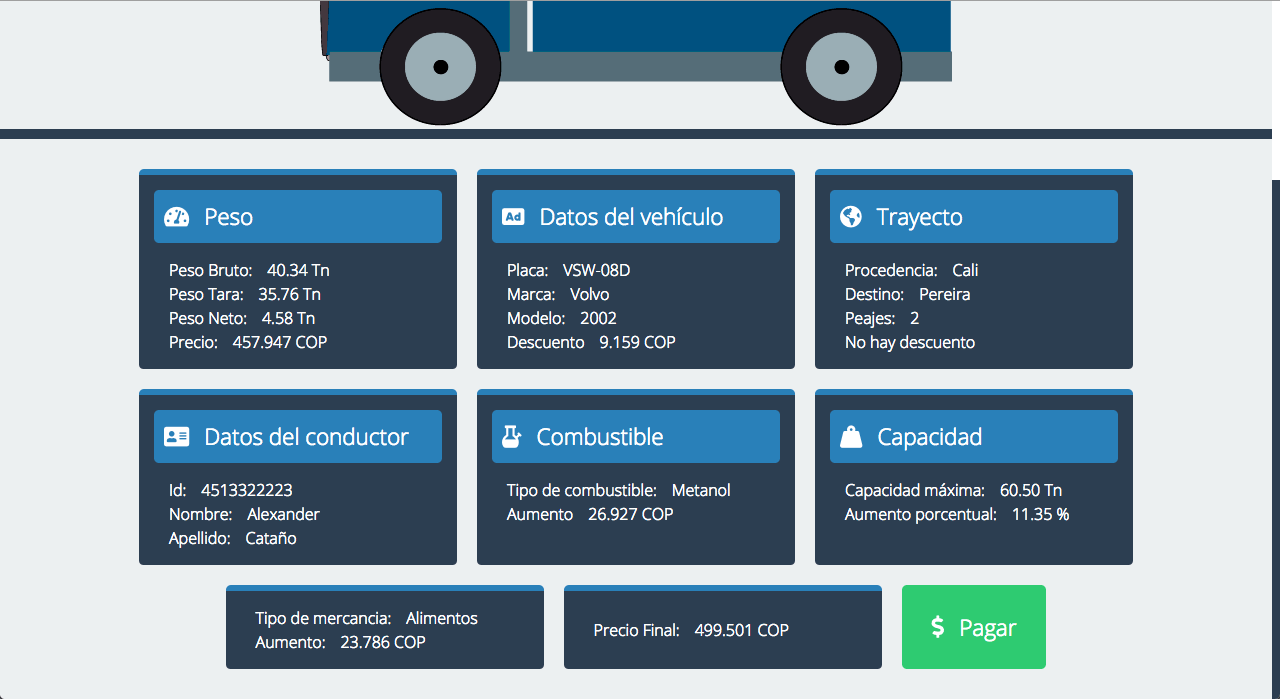 Peso
Peso Bruto: 40.34 Tn
Peso Tara: 35.76 Tn
Peso Neto: 4.58 Tn
Precio: 457.947 COP
Ad
Datos del vehículo
Placa: VSW-08D
Marca: Volvo
Modelo: 2002
Descuento 9.159 COP
Trayecto
Procedencia: Cali
Destino: Pereira
Peajes: 2
No hay descuento
Datos del conductor
Id: 4513322223
Nombre: Alexander
Apellido: Cataño
Combustible
Tipo de combustible: Metanol
Aumento 26.927 COP
Capacidad
Capacidad máxima: 60.50 Tn
Aumento porcentual: 11.35 %
Tipo de mercancia: Alimentos
Aumento: 23.786 COP
Precio Final: 499.501 COP
$ Pagar